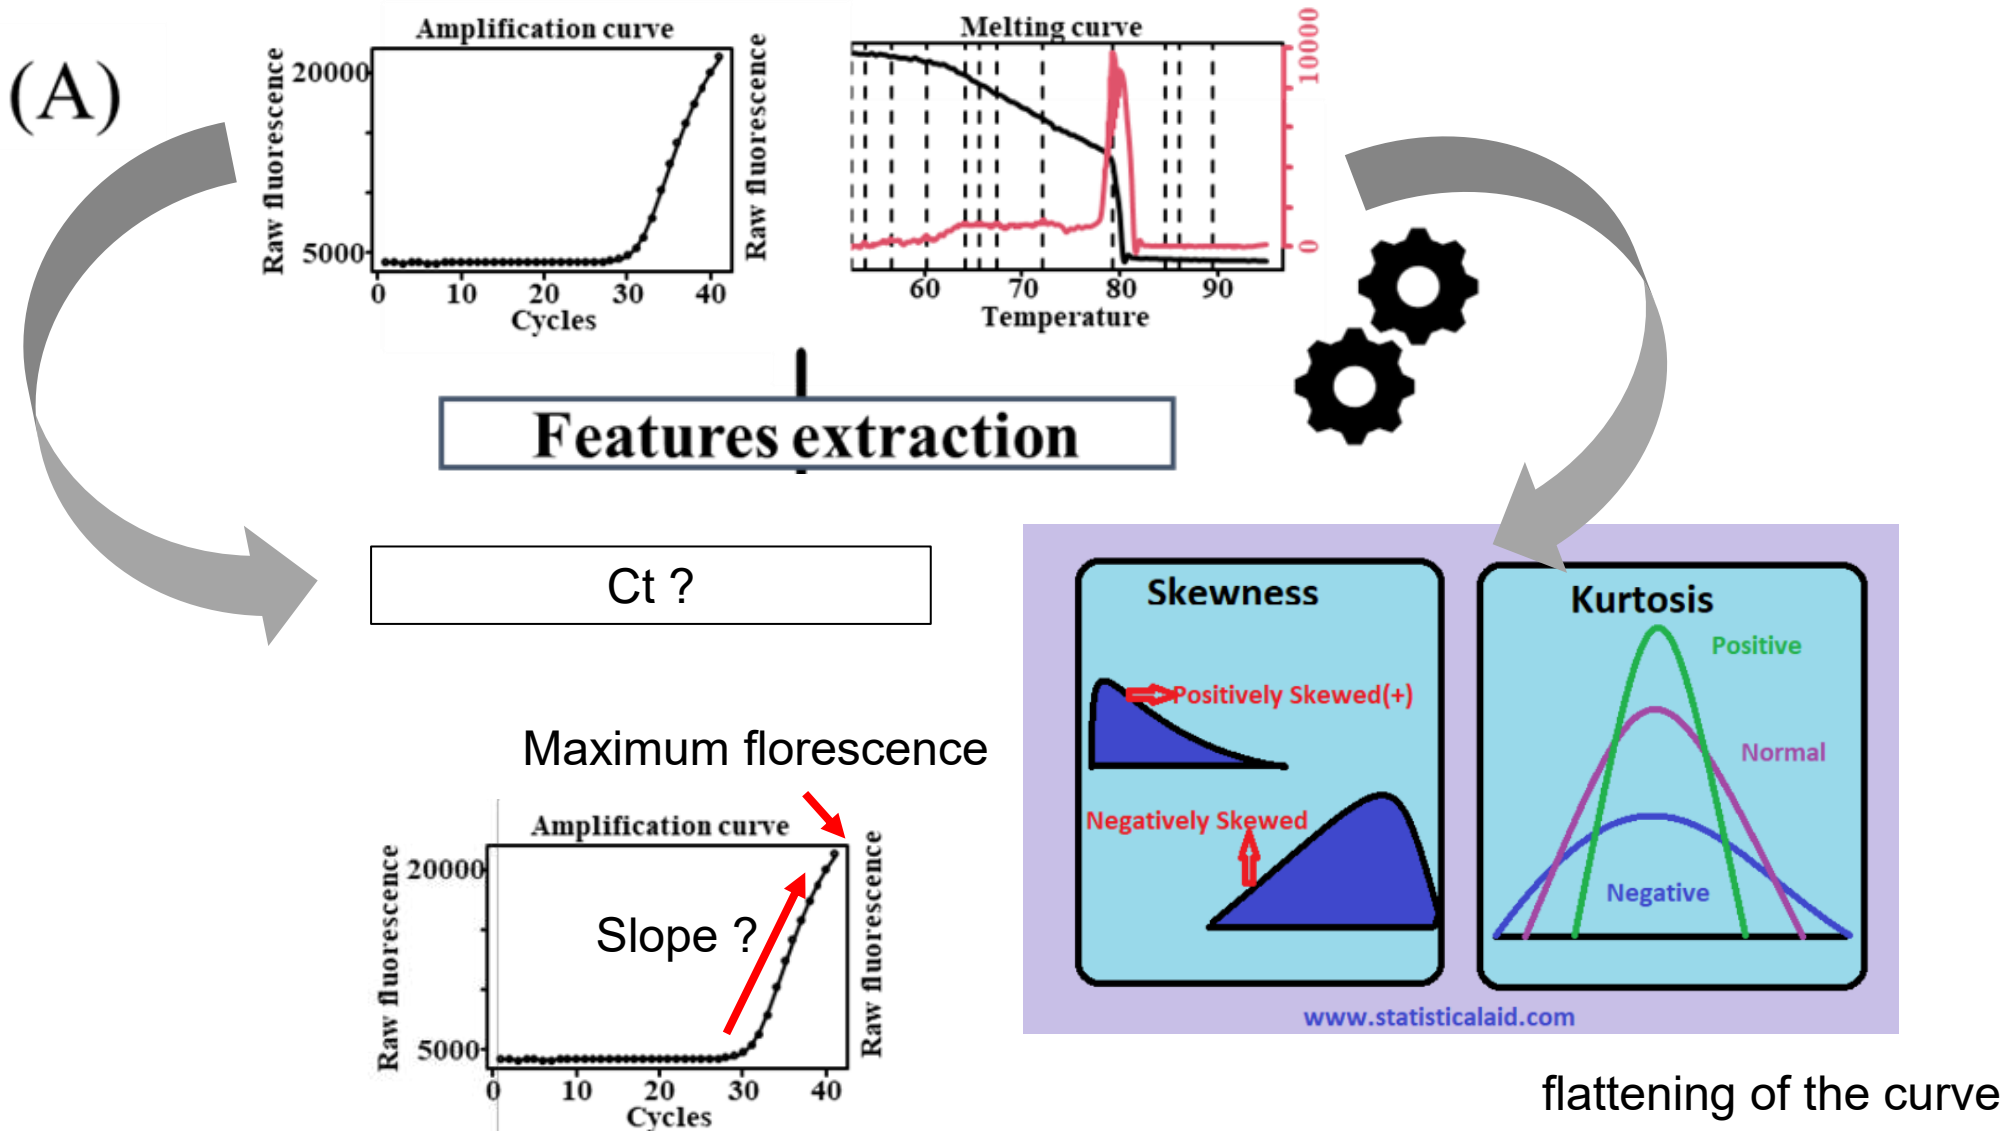 (A)
Amplification curve
Raw fluorescence
20000
5000
0 10 20 30 40
Cycles
Raw fluorescence
Melting curve
10000
0
60 70 80 90
Temperature
Features extraction
Ct ?
Maximum florescence
Amplification curve
Raw fluorescence
20000
5000
Slope ?
0 10 20 30 40
Cycles
Raw fluorescence
Skewness
Positively Skewed(+)
Negatively Skewed
Kurtosis
Positive
Normal
Negative
www.statisticalaid.com
flattening of the curve